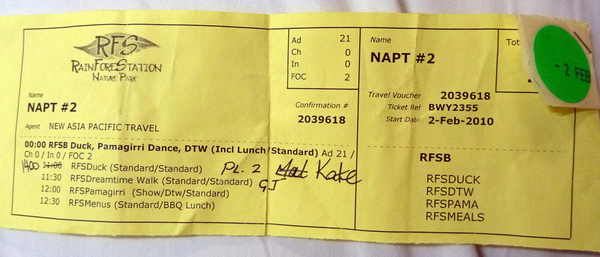 RFS
RAINFORESTATION
NATURE PARK
Ad 21
Ch 0
In 0
FOC 2
Name
NAPT #2
Confirmation #
2039618
Agent NEW ASIA PACIFIC TRAVEL
00:00 RFSB Duck, Pamagirri Dance, DTW (Incl Lunch/Standard) Ad 21 /
Ch 0 / In 0 / FOC 2
1400 11:00 RFSDuck (Standard/Standard) PL. 2 Kake
11:30 RFSDreamtime Walk (Standard/Standard) GJ
12:00 RFSPamagirri (Show/Dtw/Standard)
12:30 RFSMenus (Standard/BBQ Lunch)
Name
NAPT #2
Tot
Travel Voucher 2039618
Ticket Ref BWY2355
Start Date 2-Feb-2010
RFSB
RFSDUCK
RFSDTW
RFSPAMA
RFSMEALS
- 2 FEB